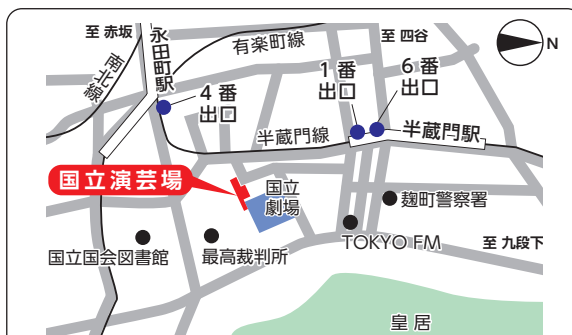 至 赤坂
永田町駅
有楽町線
至 四谷
N
南北線
4 番
出口
1 番
出口
6 番
出口
半蔵門線
半蔵門駅
国立演芸場
国立
劇場
麹町警察署
国立国会図書館
最高裁判所
TOKYO FM
至 九段下
皇 居